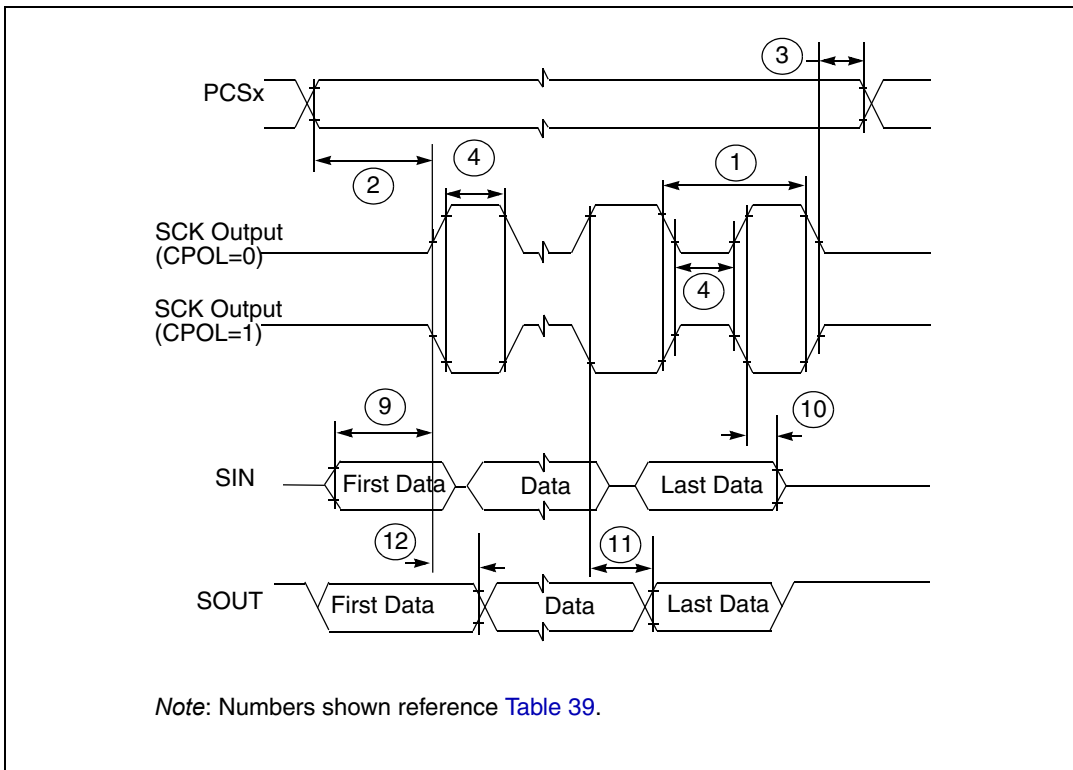 3
PCSx
2
4
1
SCK Output
(CPOL=0)
4
SCK Output
(CPOL=1)
9
10
SIN
First Data
Data
Last Data
12
11
SOUT
First Data
Data
Last Data
Note: Numbers shown reference Table 39.